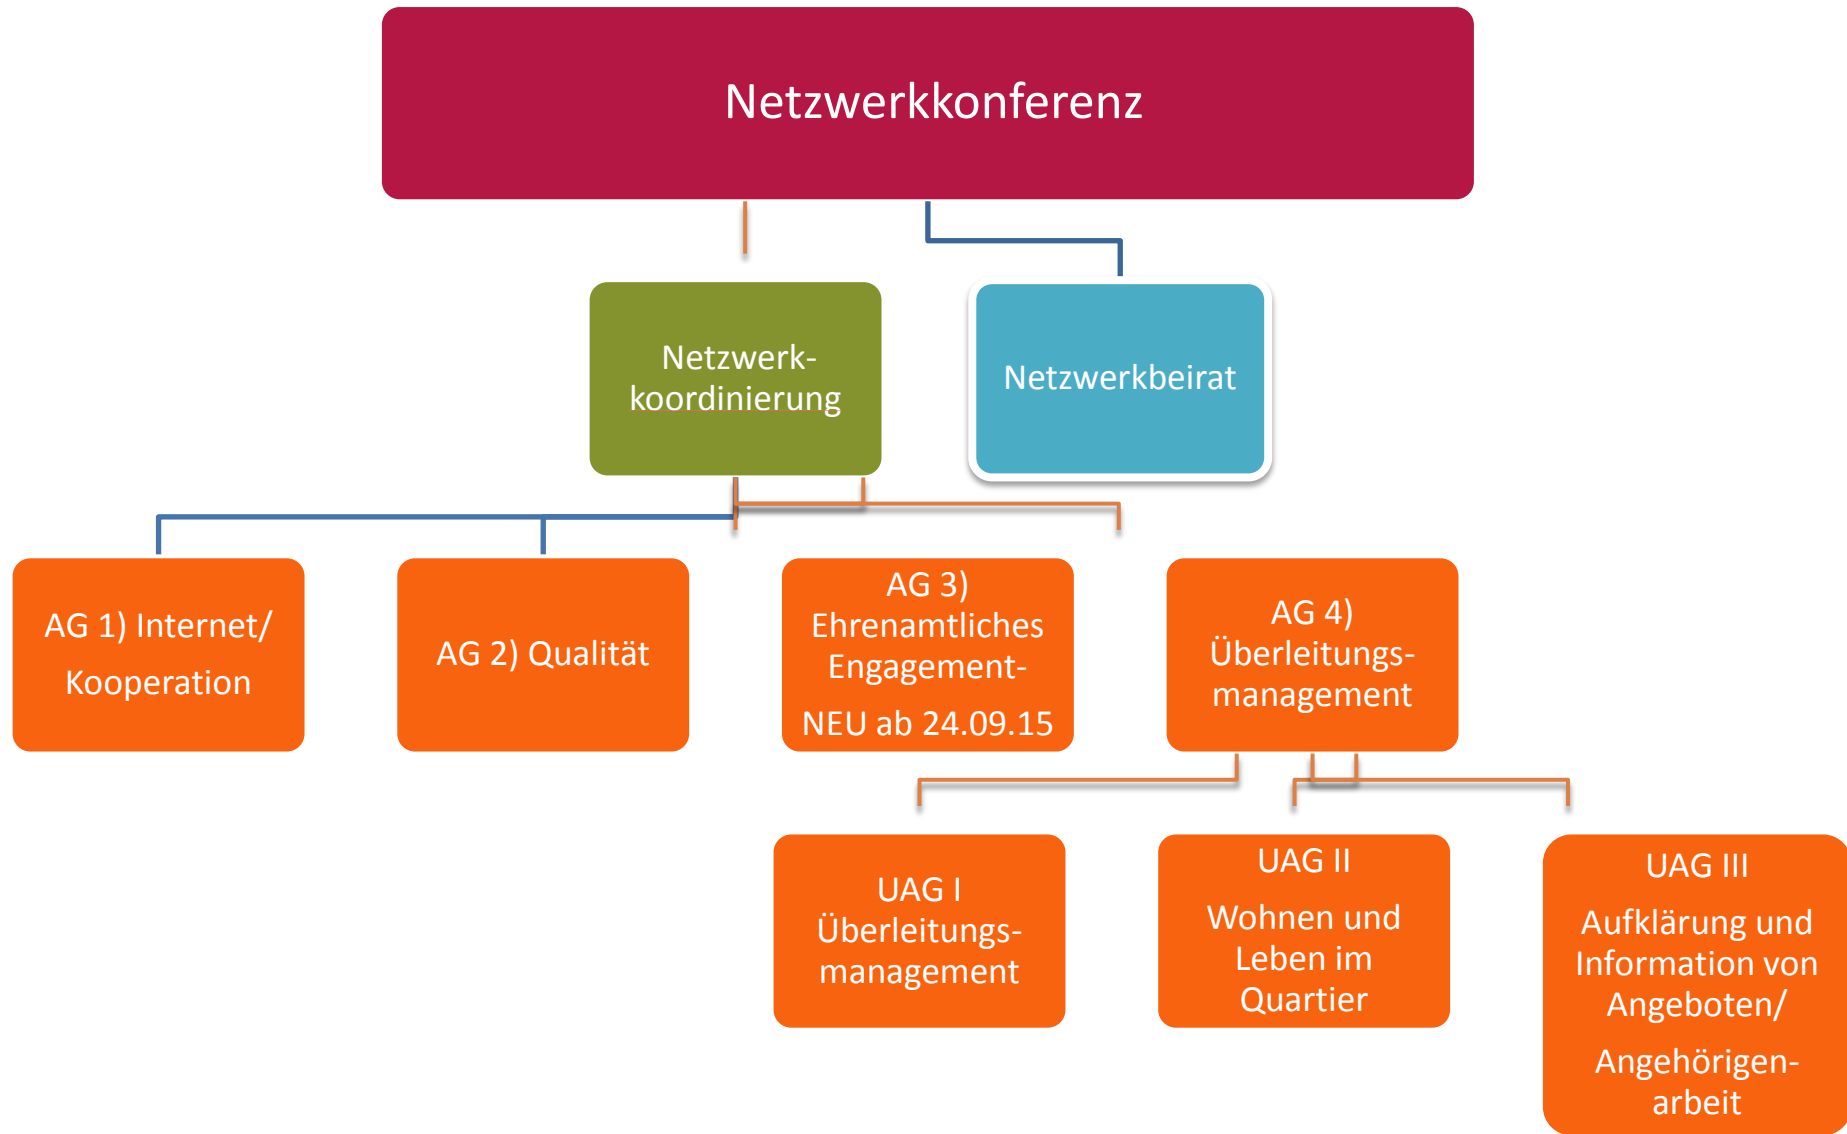 Netzwerkkonferenz
Netzwerk-
koordinierung
Netzwerkbeirat
AG 1) Internet/
Kooperation
AG 2) Qualität
AG 3)
Ehrenamtliches
Engagement-
NEU ab 24.09.15
AG 4)
Überleitungs-
management
UAG I
Überleitungs-
management
UAG II
Wohnen und
Leben im
Quartier
UAG III
Aufklärung und
Information von
Angeboten/
Angehörigen-
arbeit